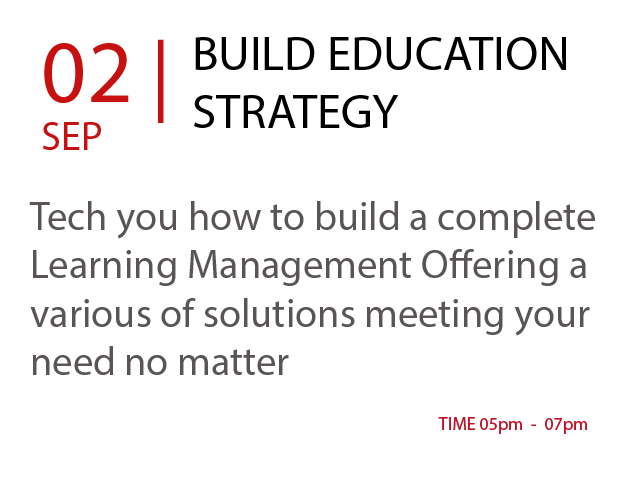 02
SEP
BUILD EDUCATION
STRATEGY
Tech you how to build a complete
Learning Management Offering a
various of solutions meeting your
need no matter
TIME 05pm - 07pm